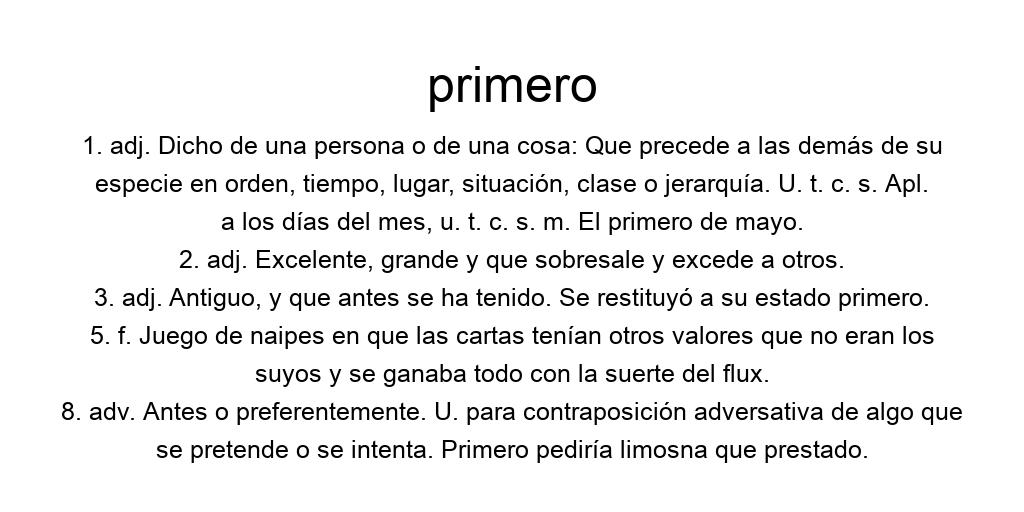 primero
1. adj. Dicho de una persona o de una cosa: Que precede a las demás de su
especie en orden, tiempo, lugar, situación, clase o jerarquía. U. t. c. s. Apl.
a los días del mes, u. t. c. s. m. El primero de mayo.
2. adj. Excelente, grande y que sobresale y excede a otros.
3. adj. Antiguo, y que antes se ha tenido. Se restituyó a su estado primero.
5. f. Juego de naipes en que las cartas tenían otros valores que no eran los
suyos y se ganaba todo con la suerte del flux.
8. adv. Antes o preferentemente. U. para contraposición adversativa de algo que
se pretende o se intenta. Primero pediría limosna que prestado.